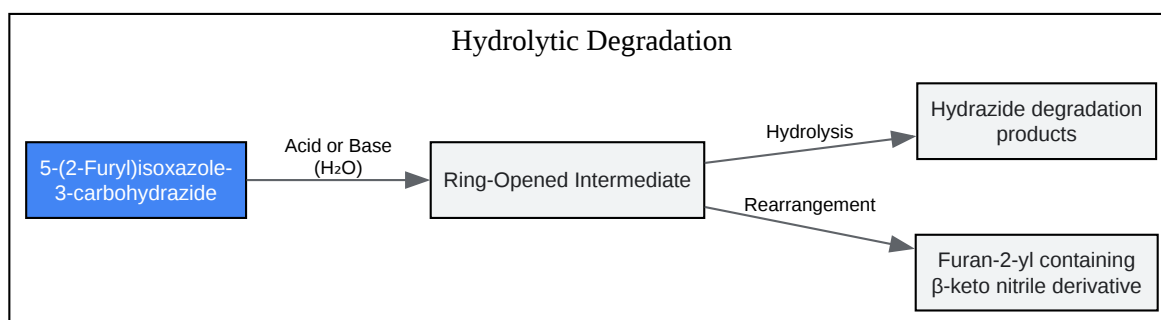 Hydrolytic Degradation
5-(2-Furyl)isoxazole-
3-carbohydrazide
Acid or Base
(H₂O)
Ring-Opened Intermediate
Hydrolysis
Hydrazide degradation
products
Rearrangement
Furan-2-yl containing
β-keto nitrile derivative